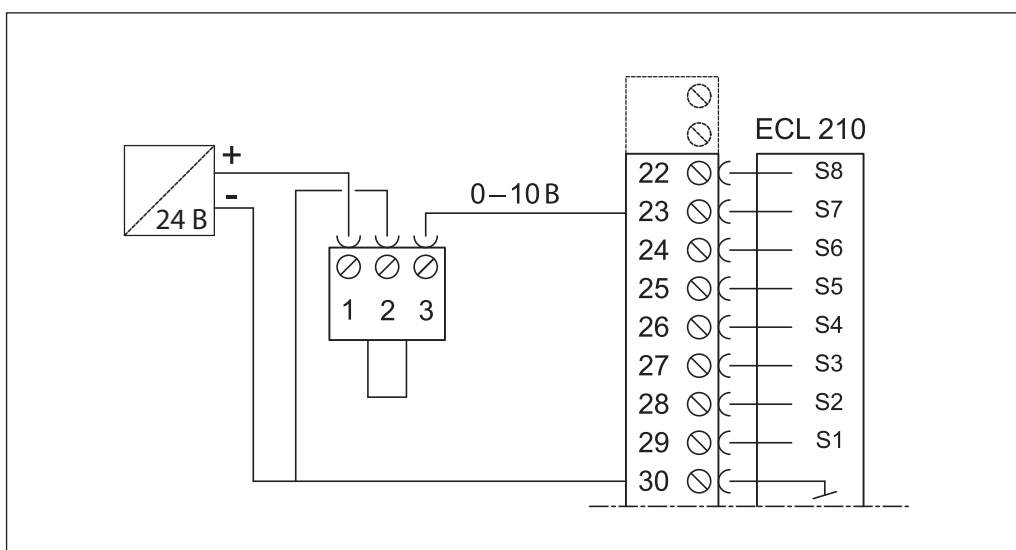 ECL 210
+
-
24 В
0–10 В
1 2 3
22 S8
23 S7
24 S6
25 S5
26 S4
27 S3
28 S2
29 S1
30